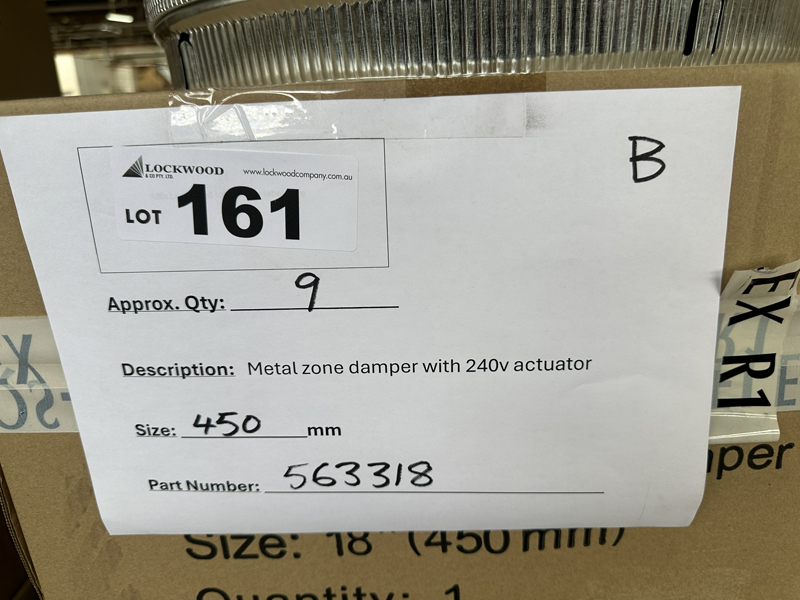 B
LOCKWOOD
& CO PTY. LTD.
www.lockwoodcompany.com.au
LOT 161
Approx. Qty: 9
Description: Metal zone damper with 240v actuator
Size: 450 mm
Part Number: 563318
EX R1
mper
Size: 18" (450 mm)
Quantity: 1